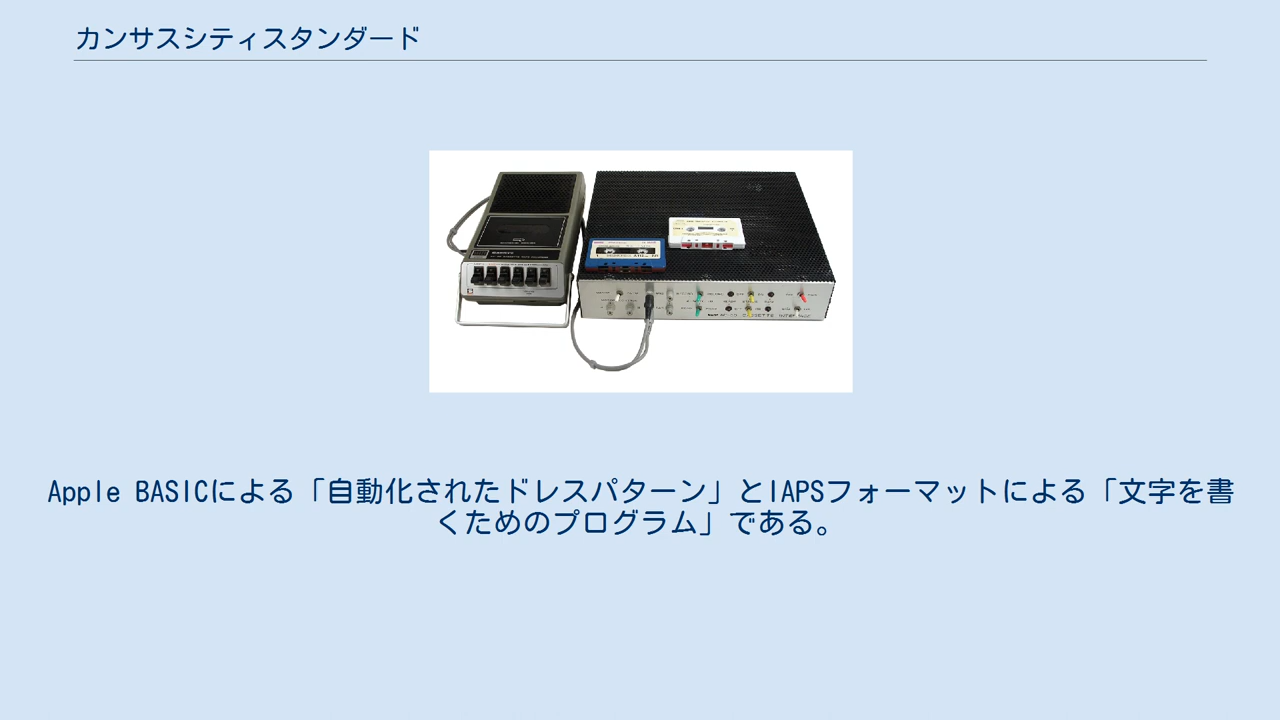 カンサスシティスタンダード
Apple BASICによる「自動化されたドレスパターン」とIAPSフォーマットによる「文字を書
くためのプログラム」である。